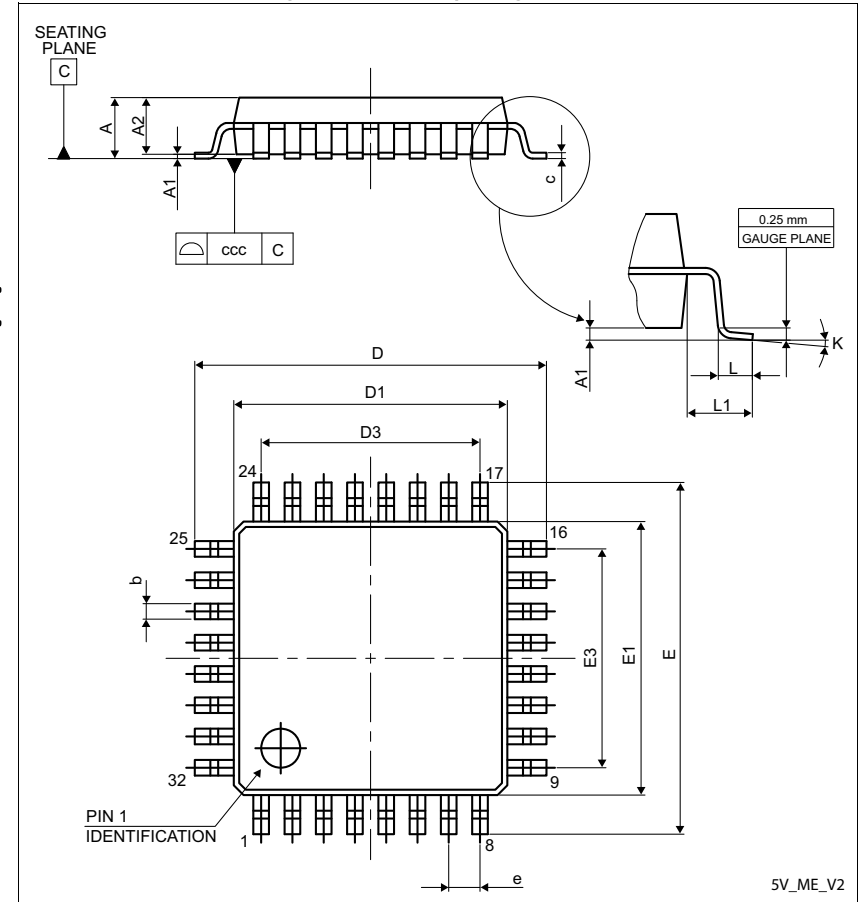 SEATING
PLANE
C
A
A2
A1
c
ccc C
0.25 mm
GAUGE PLANE
A1
K
L
L1
D
D1
D3
24
17
25
16
b
E3
E1
E
32
9
PIN 1
IDENTIFICATION
1
8
e
5V_ME_V2